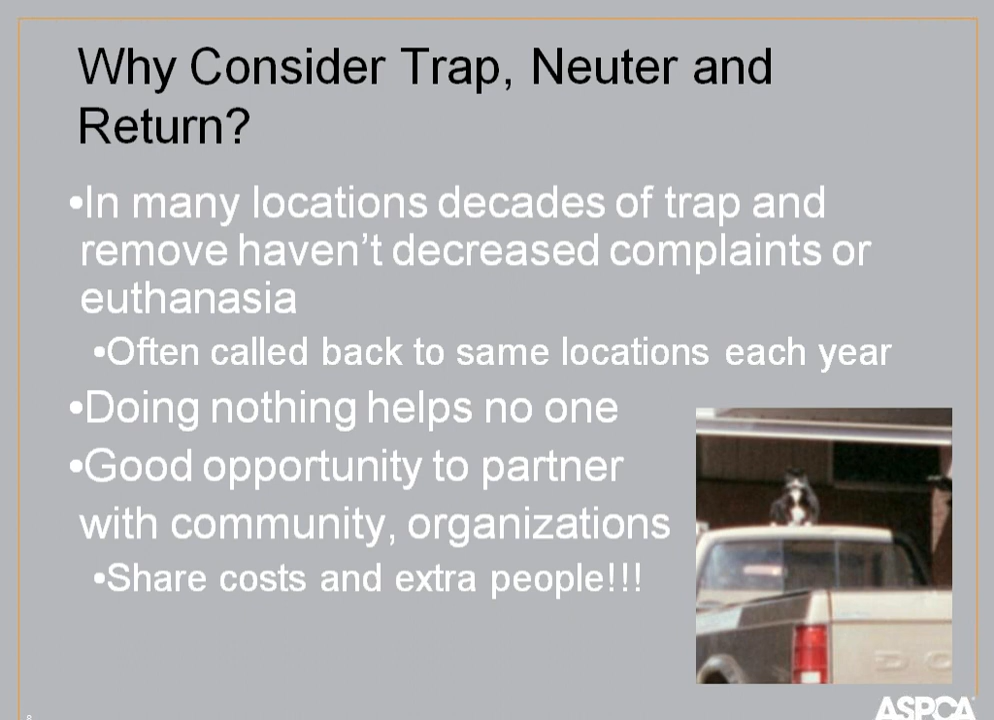 Why Consider Trap, Neuter and
Return?
•In many locations decades of trap and
remove haven't decreased complaints or
euthanasia
•Often called back to same locations each year
•Doing nothing helps no one
•Good opportunity to partner
with community, organizations
•Share costs and extra people!!!
DO
8
ASPCA